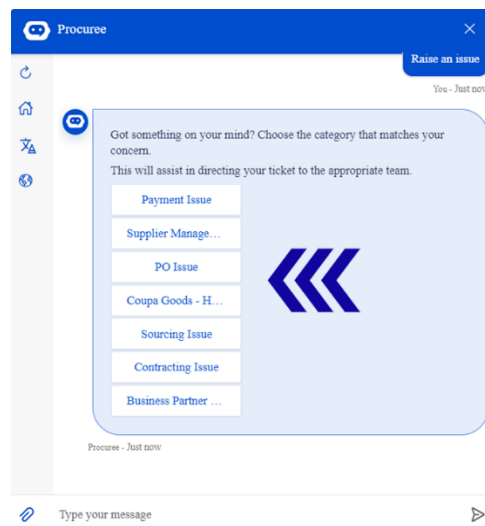 Procuree
Raise an issue
You - Just now
Got something on your mind? Choose the category that matches your
concern.
This will assist in directing your ticket to the appropriate team.
Payment Issue
Supplier Manage…
PO Issue
Coupa Goods - H…
Sourcing Issue
Contracting Issue
Business Partner …
Procuree - Just now
Type your message